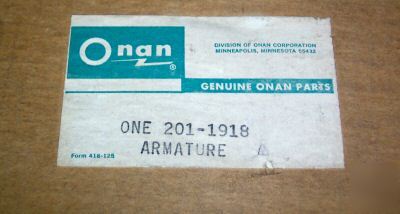 Onan
®
DIVISION OF ONAN CORPORATION
MINNEAPOLIS, MINNESOTA 55432
GENUINE ONAN PARTS
ONE 201-1918
ARMATURE
Form 418-125